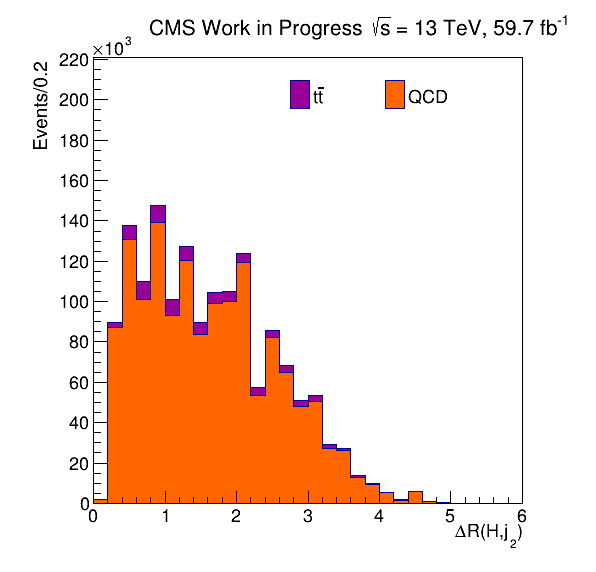 CMS Work in Progress √s = 13 TeV, 59.7 fb⁻¹
×10³
Events/0.2
tt̄ QCD
220
200
180
160
140
120
100
80
60
40
20
0
0 1 2 3 4 5 6
ΔR(H,j₂)